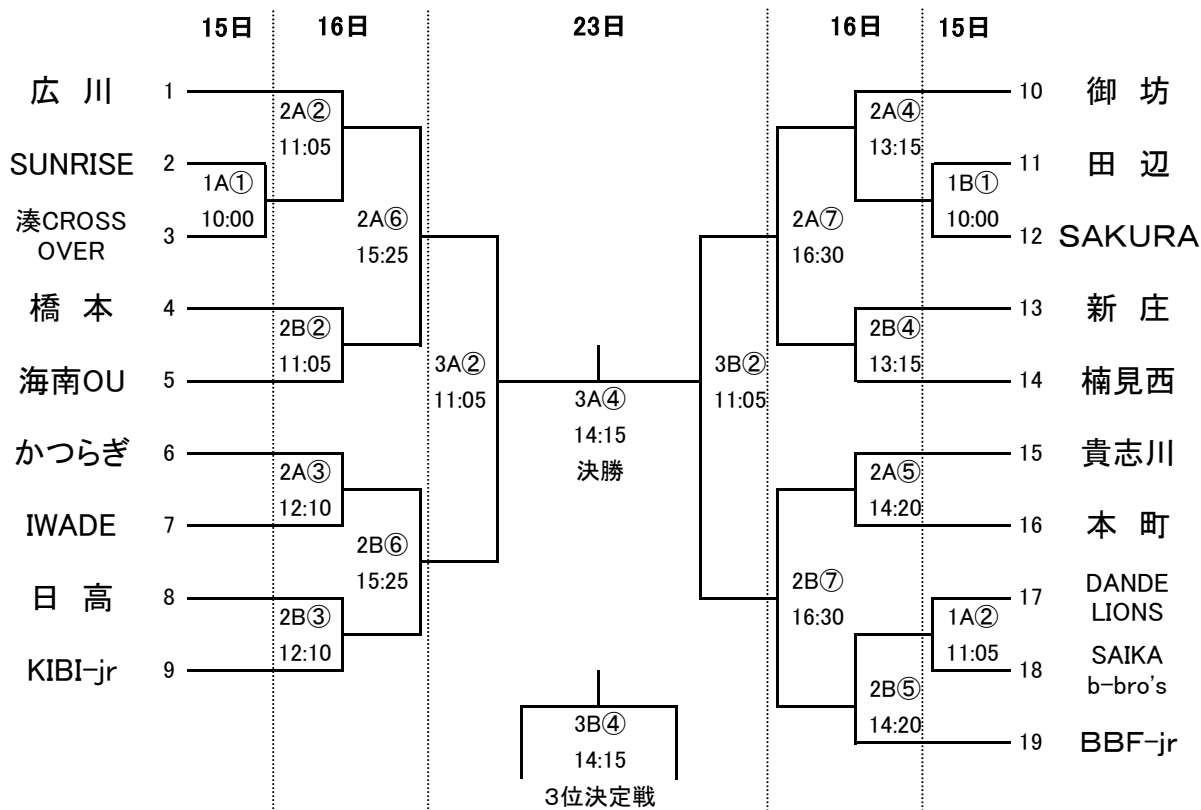 15日 16日 23日 16日 15日
広 川 1
2A②
11:05
SUNRISE 2
1A①
10:00
湊CROSS
OVER 3
2A⑥
15:25
橋 本 4
2B②
11:05
海南OU 5
3A②
11:05
かつらぎ 6
2A③
12:10
IWADE 7
2B⑥
15:25
日 高 8
2B③
12:10
KIBI-jr 9
3A④
14:15
決勝
3B④
14:15
3位決定戦
10 御 坊
2A④
13:15
11 田 辺
1B①
10:00
12 SAKURA
2A⑦
16:30
13 新 庄
2B④
13:15
14 楠見西
3B②
11:05
15 貴志川
2A⑤
14:20
16 本 町
2B⑦
16:30
17 DANDE
LIONS
1A②
11:05
18 SAIKA
b-bro's
2B⑤
14:20
19 BBF-jr